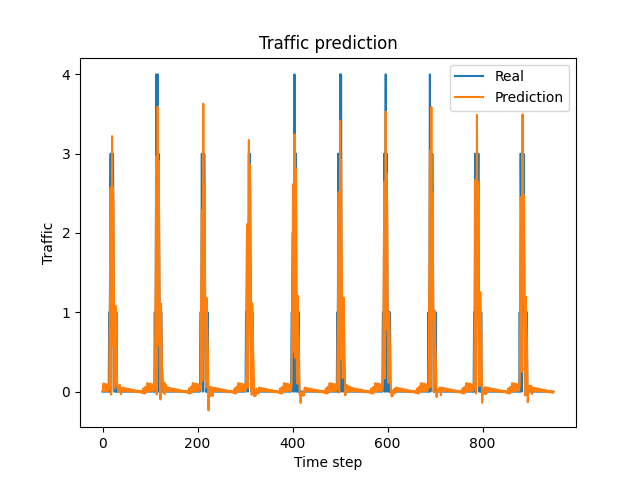 Traffic prediction
Real
Prediction
4
3
2
1
0
Traffic
0 200 400 600 800
Time step